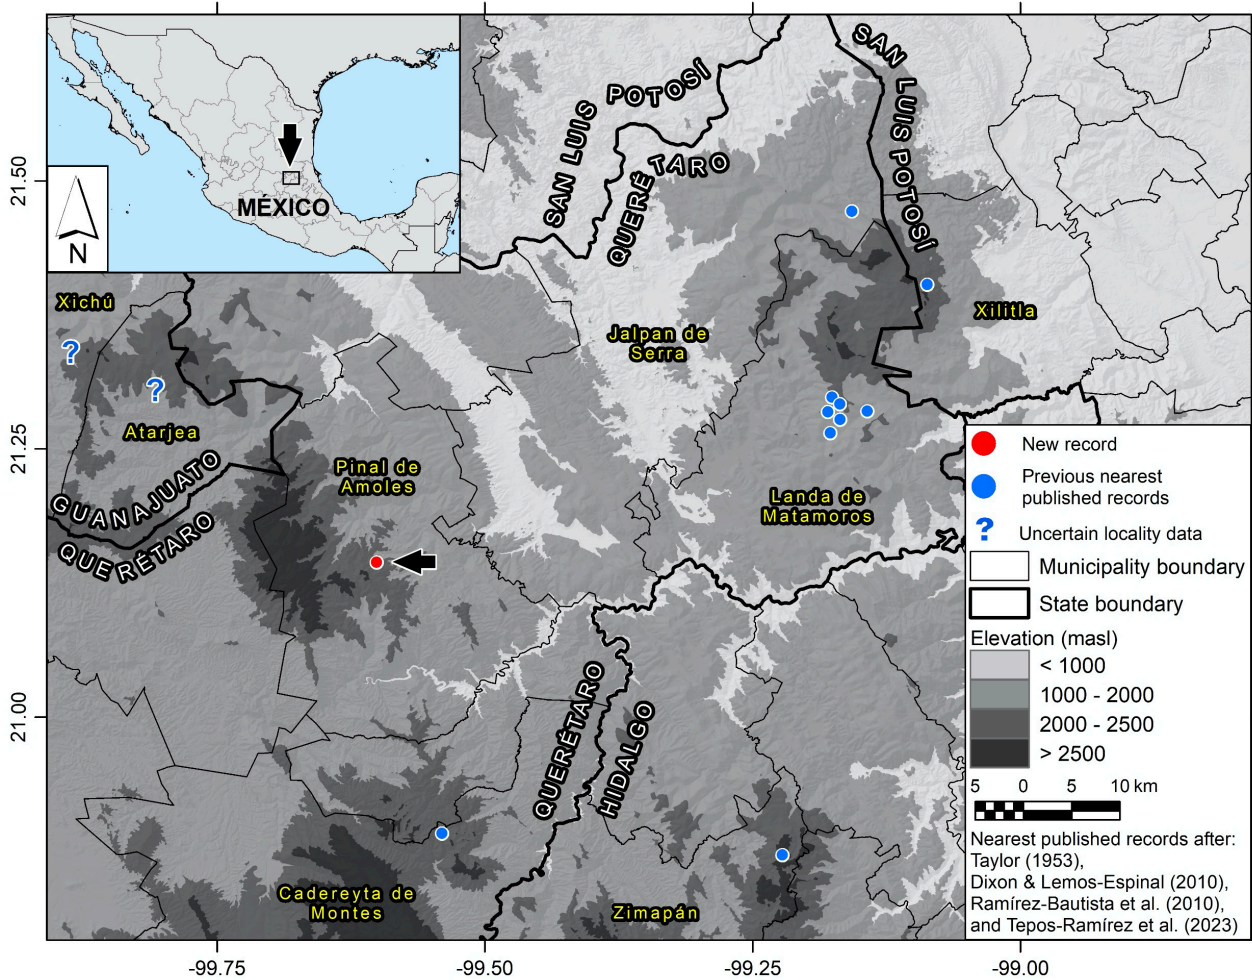 MÉXICO
N
SAN LUIS POTOSÍ
QUERÉTARO
SAN LUIS POTOSÍ
Xichú
Atarjea
GUANAJUATO
QUERÉTARO
Pinal de
Amoles
Jalpan de
Serra
Xilitla
Landa de
Matamoros
QUERÉTARO
HIDALGO
Cadereyta de
Montes
Zimapán
?
?
21.50
21.25
21.00
-99.75
-99.50
-99.25
-99.00
New record
Previous nearest
published records
? Uncertain locality data
Municipality boundary
State boundary
Elevation (masl)
< 1000
1000 - 2000
2000 - 2500
> 2500
5 0 5 10 km
Nearest published records after:
Taylor (1953),
Dixon & Lemos-Espinal (2010),
Ramírez-Bautista et al. (2010),
and Tepos-Ramírez et al. (2023)